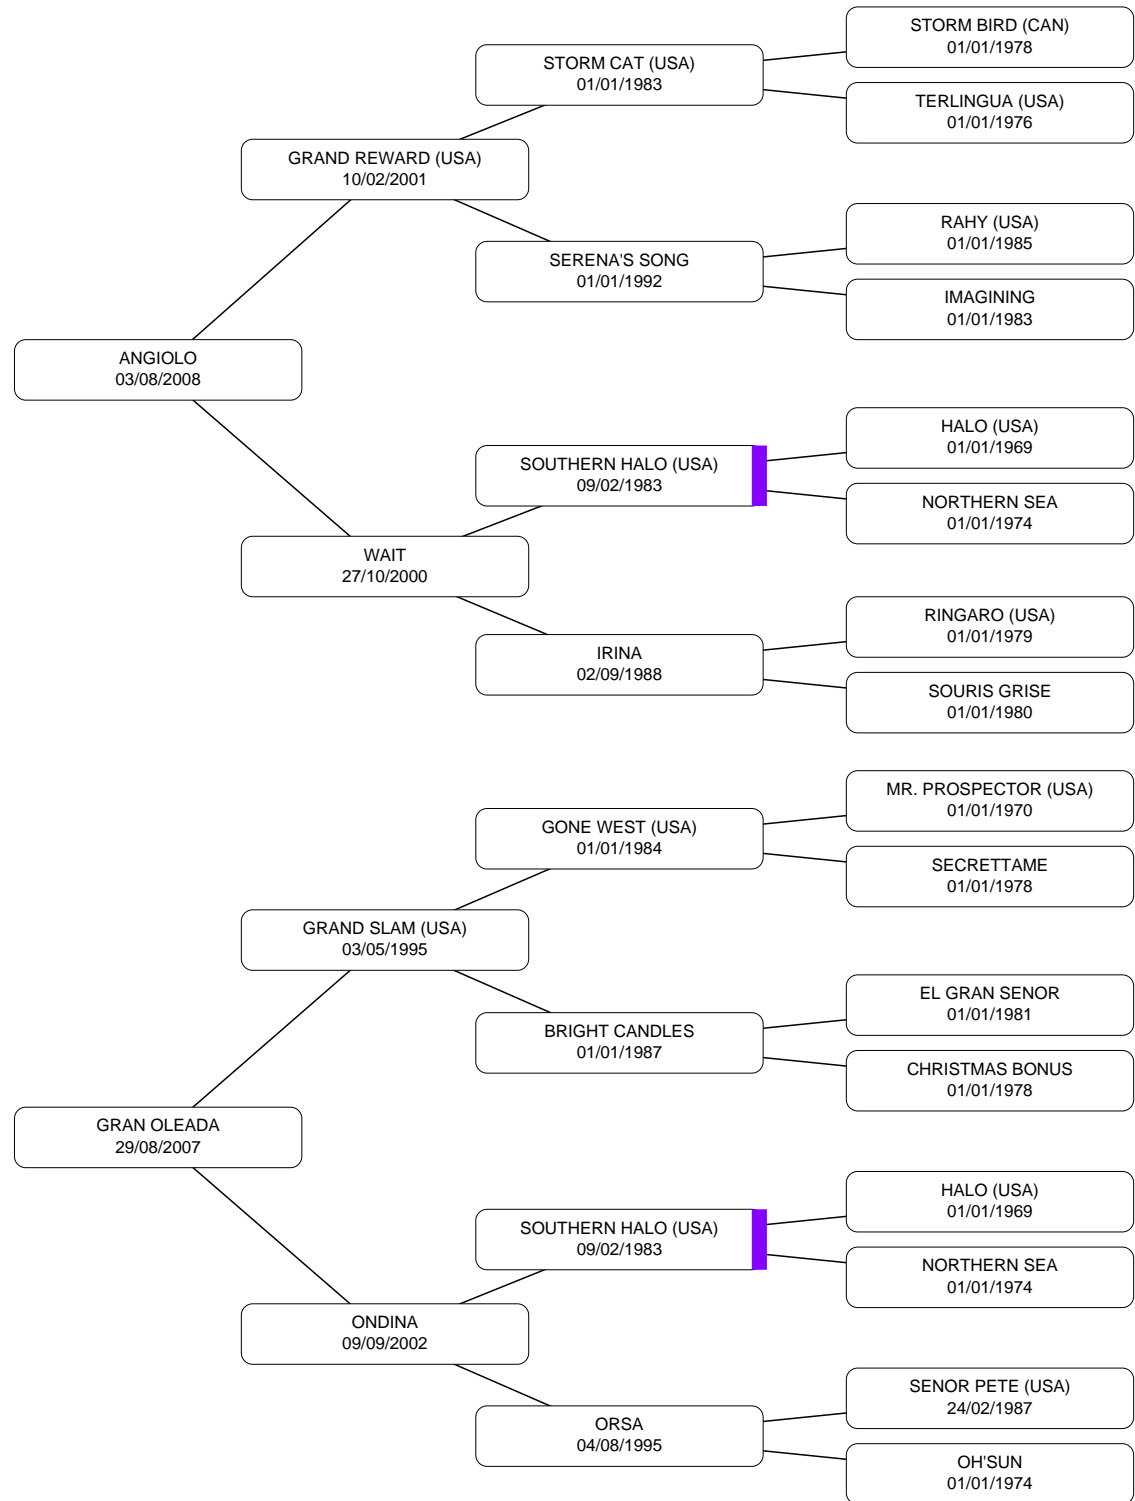 STORM BIRD (CAN)
01/01/1978
STORM CAT (USA)
01/01/1983
TERLINGUA (USA)
01/01/1976
GRAND REWARD (USA)
10/02/2001
RAHY (USA)
01/01/1985
SERENA'S SONG
01/01/1992
IMAGINING
01/01/1983
ANGIOLO
03/08/2008
HALO (USA)
01/01/1969
SOUTHERN HALO (USA)
09/02/1983
NORTHERN SEA
01/01/1974
WAIT
27/10/2000
RINGARO (USA)
01/01/1979
IRINA
02/09/1988
SOURIS GRISE
01/01/1980
MR. PROSPECTOR (USA)
01/01/1970
GONE WEST (USA)
01/01/1984
SECRETTAME
01/01/1978
GRAND SLAM (USA)
03/05/1995
EL GRAN SENOR
01/01/1981
BRIGHT CANDLES
01/01/1987
CHRISTMAS BONUS
01/01/1978
GRAN OLEADA
29/08/2007
HALO (USA)
01/01/1969
SOUTHERN HALO (USA)
09/02/1983
NORTHERN SEA
01/01/1974
ONDINA
09/09/2002
SENOR PETE (USA)
24/02/1987
ORSA
04/08/1995
OH'SUN
01/01/1974